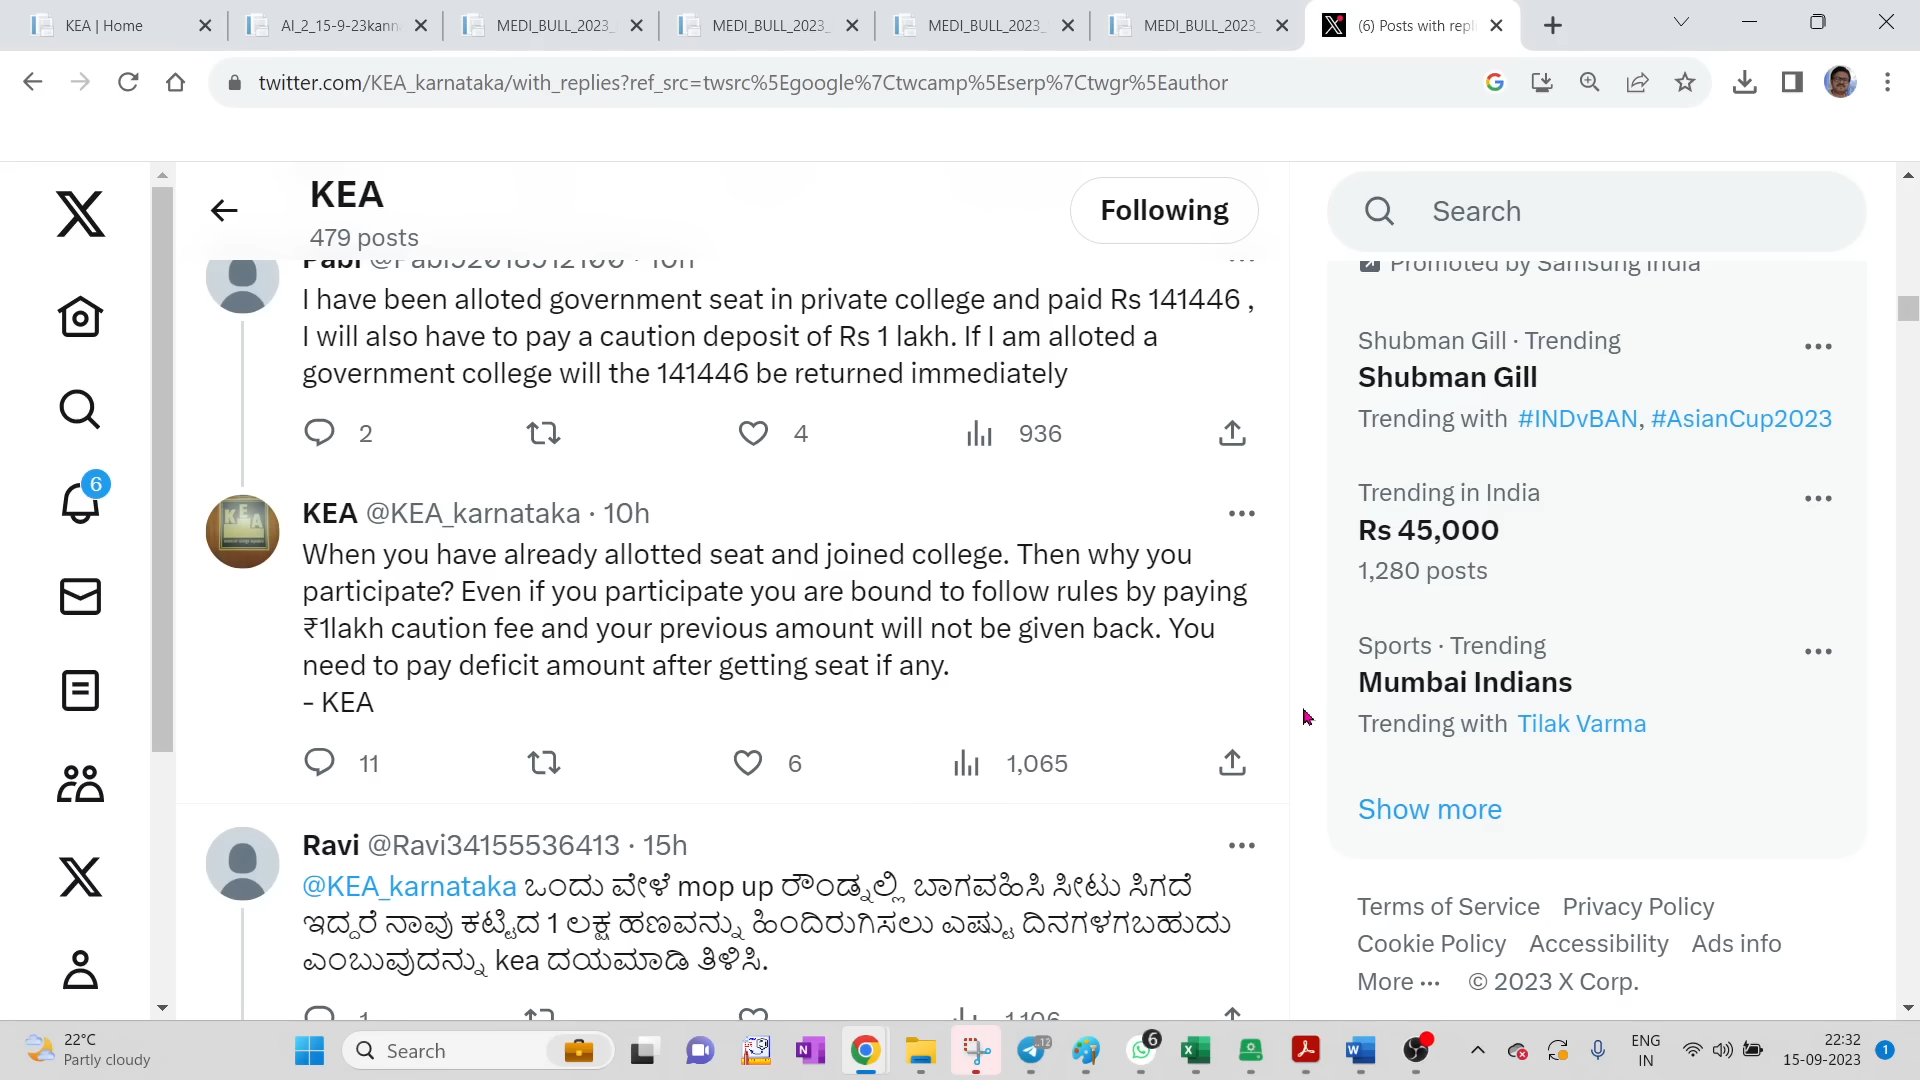 KEA | Home
AI_2_15-9-23kann
MEDI_BULL_2023_
MEDI_BULL_2023_
MEDI_BULL_2023_
MEDI_BULL_2023_
(6) Posts with repl
twitter.com/KEA_karnataka/with_replies?ref_src=twsrc%5Egoogle%7Ctwcamp%5Eserp%7Ctwgr%5Eauthor
KEA
479 posts
Following
Search
I have been alloted government seat in private college and paid Rs 141446 ,
I will also have to pay a caution deposit of Rs 1 lakh. If I am alloted a
government college will the 141446 be returned immediately
2
4
936
KEA @KEA_karnataka · 10h
When you have already allotted seat and joined college. Then why you
participate? Even if you participate you are bound to follow rules by paying
₹1lakh caution fee and your previous amount will not be given back. You
need to pay deficit amount after getting seat if any.
- KEA
11
6
1,065
Ravi @Ravi34155536413 · 15h
@KEA_karnataka ಒಂದು ವೇಳೆ mop up ರೌಂಡ್ನಲ್ಲಿ ಬಾಗವಹಿಸಿ ಸೀಟು ಸಿಗದೆ
ಇದ್ದರೆ ನಾವು ಕಟ್ಟಿದ 1 ಲಕ್ಷ ಹಣವನ್ನು ಹಿಂದಿರುಗಿಸಲು ಎಷ್ಟು ದಿನಗಳಗಬಹುದು
ಎಂಬುವುದನ್ನು kea ದಯಮಾಡಿ ತಿಳಿಸಿ.
Promoted by Samsung India
Shubman Gill · Trending
Shubman Gill
Trending with #INDvBAN, #AsianCup2023
Trending in India
Rs 45,000
1,280 posts
Sports · Trending
Mumbai Indians
Trending with Tilak Varma
Show more
Terms of Service Privacy Policy
Cookie Policy Accessibility Ads info
More ··· © 2023 X Corp.
6
KEA
22°C
Partly cloudy
Search
12
6
ENG
IN
22:32
15-09-2023
1